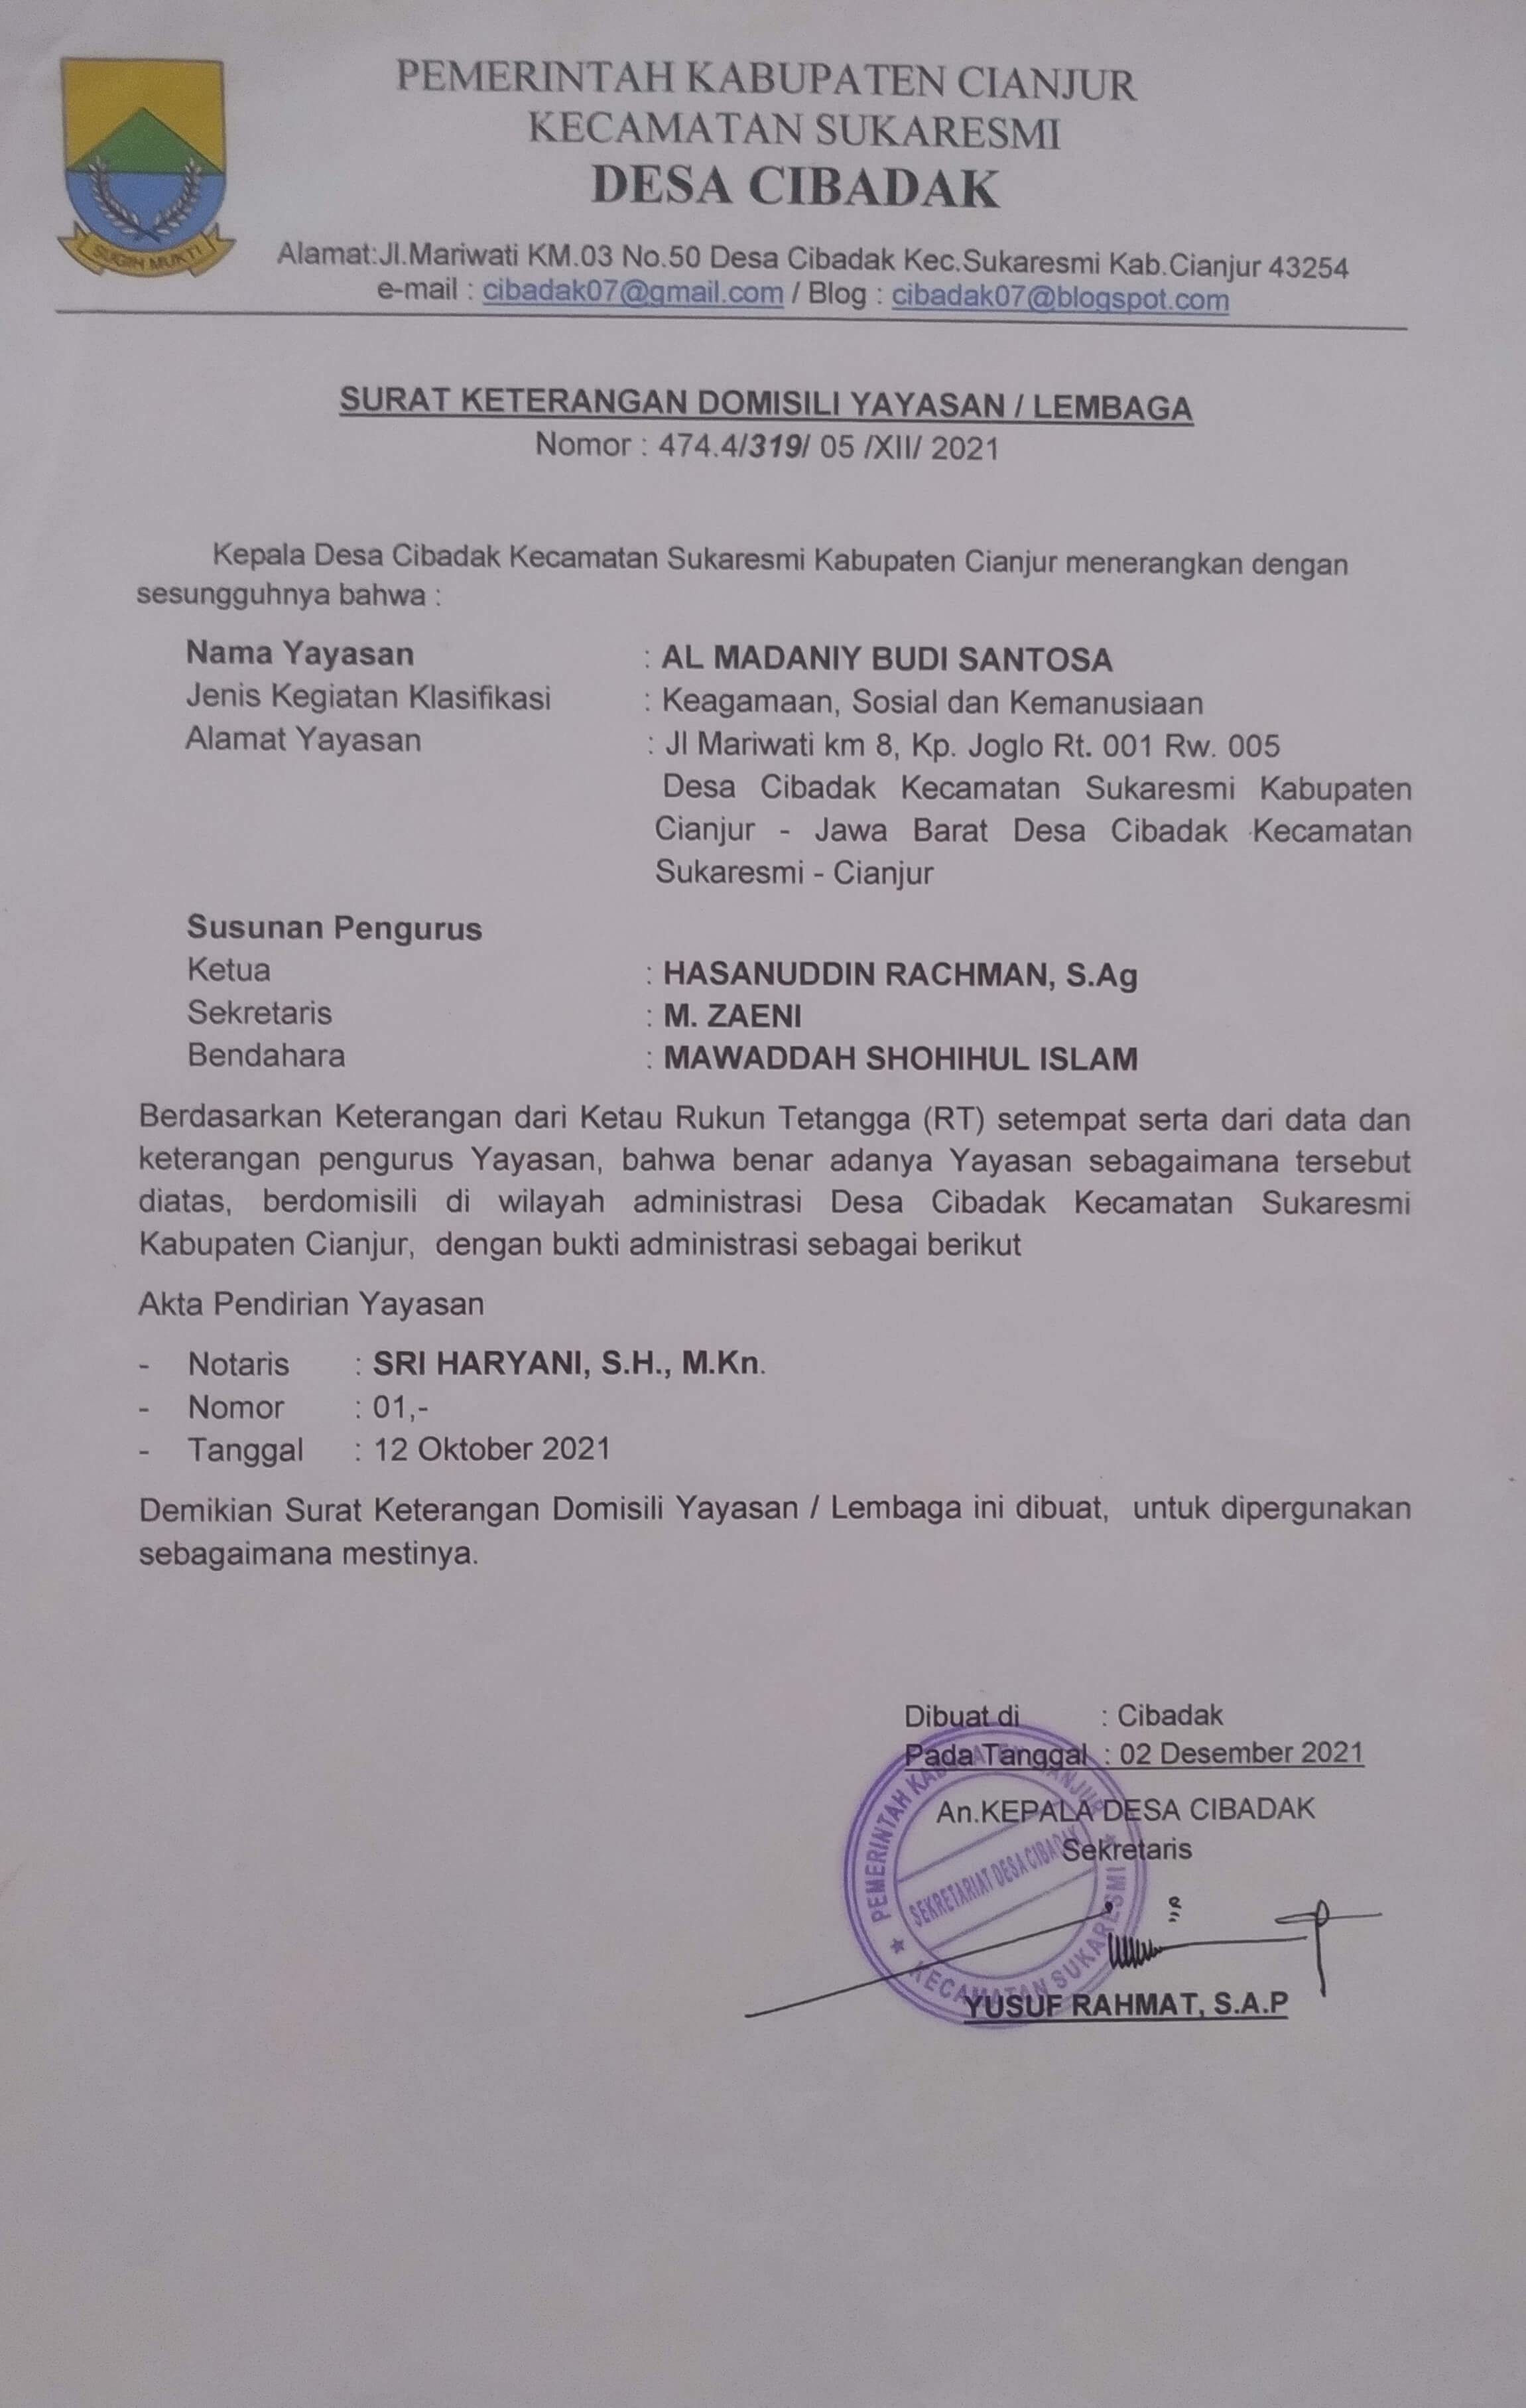 PEMERINTAH KABUPATEN CIANJUR
KECAMATAN SUKARESMI
DESA CIBADAK
SUGIH MUKTI
Alamat:Jl.Mariwati KM.03 No.50 Desa Cibadak Kec.Sukaresmi Kab.Cianjur 43254
e-mail : cibadak07@gmail.com / Blog : cibadak07@blogspot.com
SURAT KETERANGAN DOMISILI YAYASAN / LEMBAGA
Nomor : 474.4/319/ 05 /XII/ 2021
Kepala Desa Cibadak Kecamatan Sukaresmi Kabupaten Cianjur menerangkan dengan
sesungguhnya bahwa :
Nama Yayasan : AL MADANIY BUDI SANTOSA
Jenis Kegiatan Klasifikasi : Keagamaan, Sosial dan Kemanusiaan
Alamat Yayasan : Jl Mariwati km 8, Kp. Joglo Rt. 001 Rw. 005
Desa Cibadak Kecamatan Sukaresmi Kabupaten
Cianjur - Jawa Barat Desa Cibadak Kecamatan
Sukaresmi - Cianjur
Susunan Pengurus
Ketua : HASANUDDIN RACHMAN, S.Ag
Sekretaris : M. ZAENI
Bendahara : MAWADDAH SHOHIHUL ISLAM
Berdasarkan Keterangan dari Ketau Rukun Tetangga (RT) setempat serta dari data dan
keterangan pengurus Yayasan, bahwa benar adanya Yayasan sebagaimana tersebut
diatas, berdomisili di wilayah administrasi Desa Cibadak Kecamatan Sukaresmi
Kabupaten Cianjur, dengan bukti administrasi sebagai berikut
Akta Pendirian Yayasan
- Notaris : SRI HARYANI, S.H., M.Kn.
- Nomor : 01,-
- Tanggal : 12 Oktober 2021
Demikian Surat Keterangan Domisili Yayasan / Lembaga ini dibuat, untuk dipergunakan
sebagaimana mestinya.
Dibuat di : Cibadak
Pada Tanggal : 02 Desember 2021
An.KEPALA DESA CIBADAK
Sekretaris
PEMERINTAH KABUPATEN CIANJUR
SEKRETARIAT DESA CIBADAK
KECAMATAN SUKARESMI
YUSUF RAHMAT, S.A.P